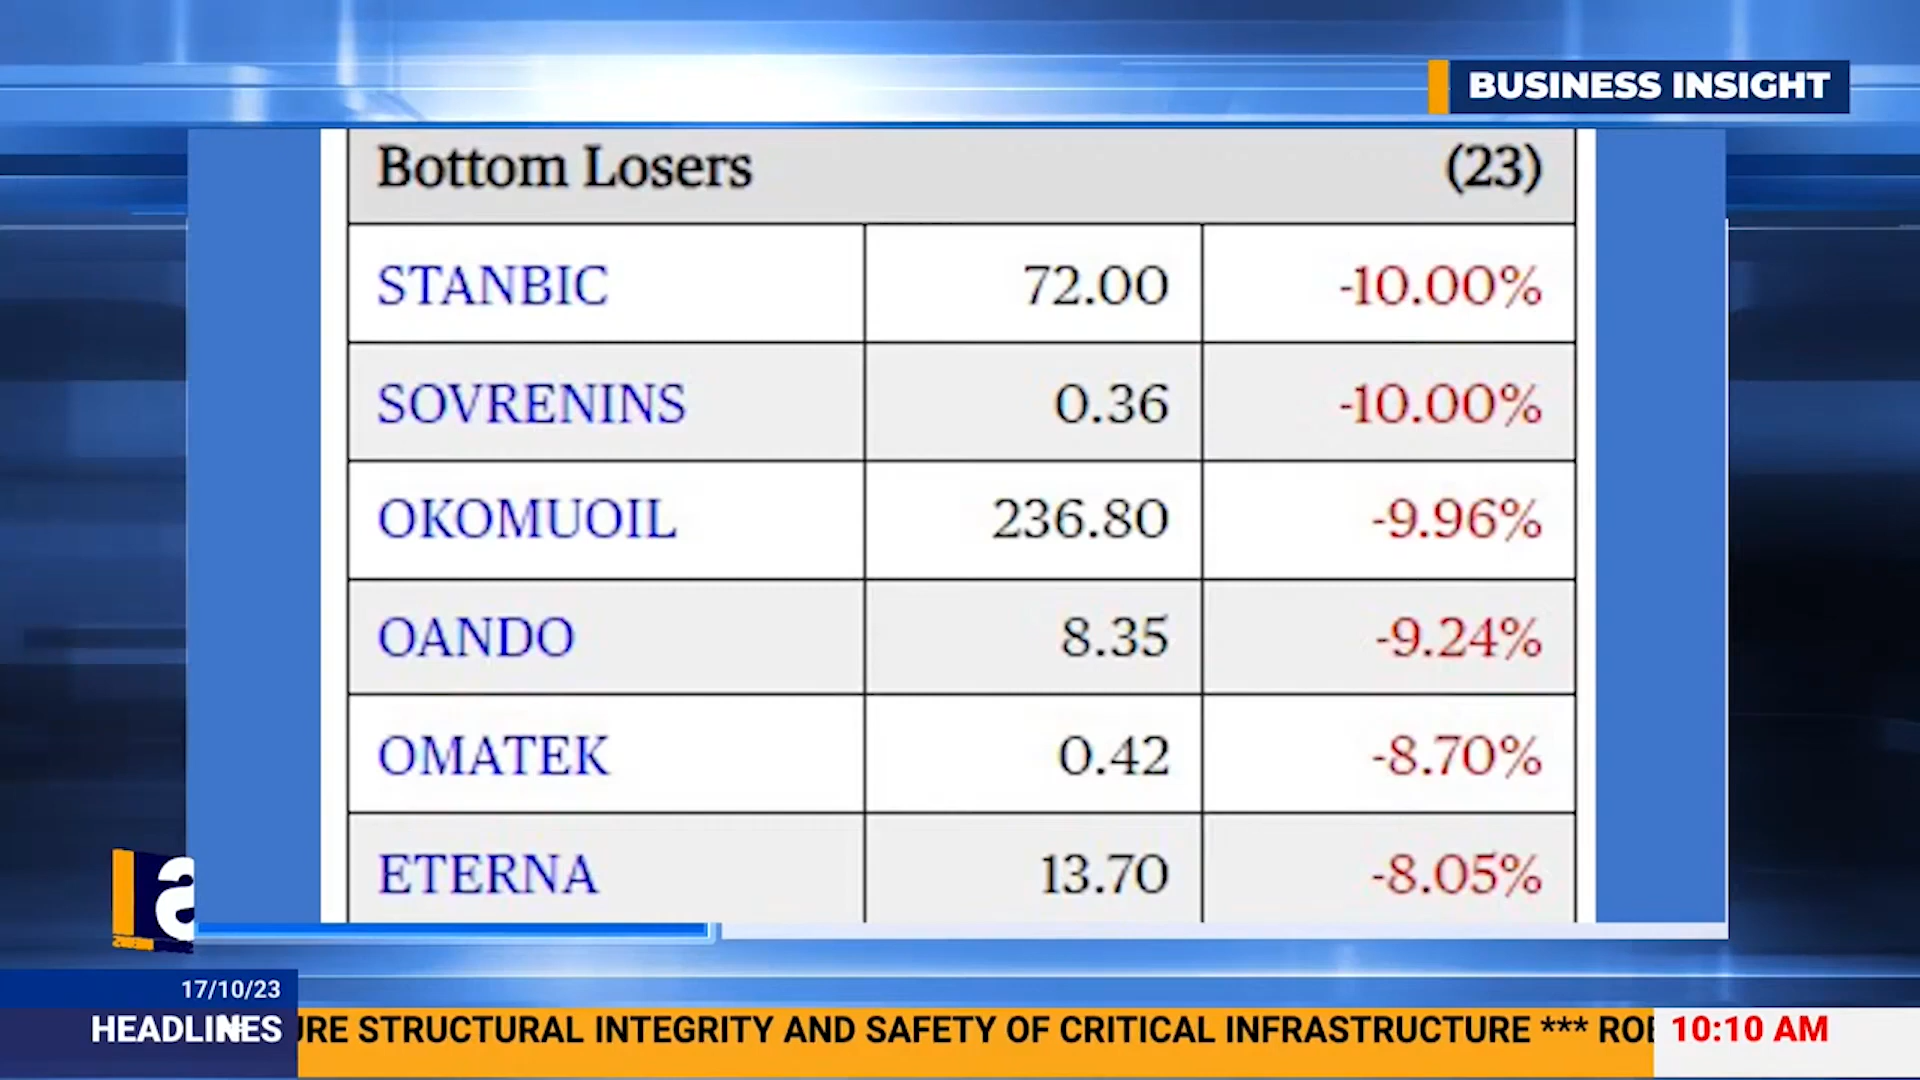 BUSINESS INSIGHT
Bottom Losers (23)
STANBIC 72.00 -10.00%
SOVRENINS 0.36 -10.00%
OKOMUOIL 236.80 -9.96%
OANDO 8.35 -9.24%
OMATEK 0.42 -8.70%
ETERNA 13.70 -8.05%
a
17/10/23
HEADLINES
STRUCTURAL INTEGRITY AND SAFETY OF CRITICAL INFRASTRUCTURE ***
10:10 AM